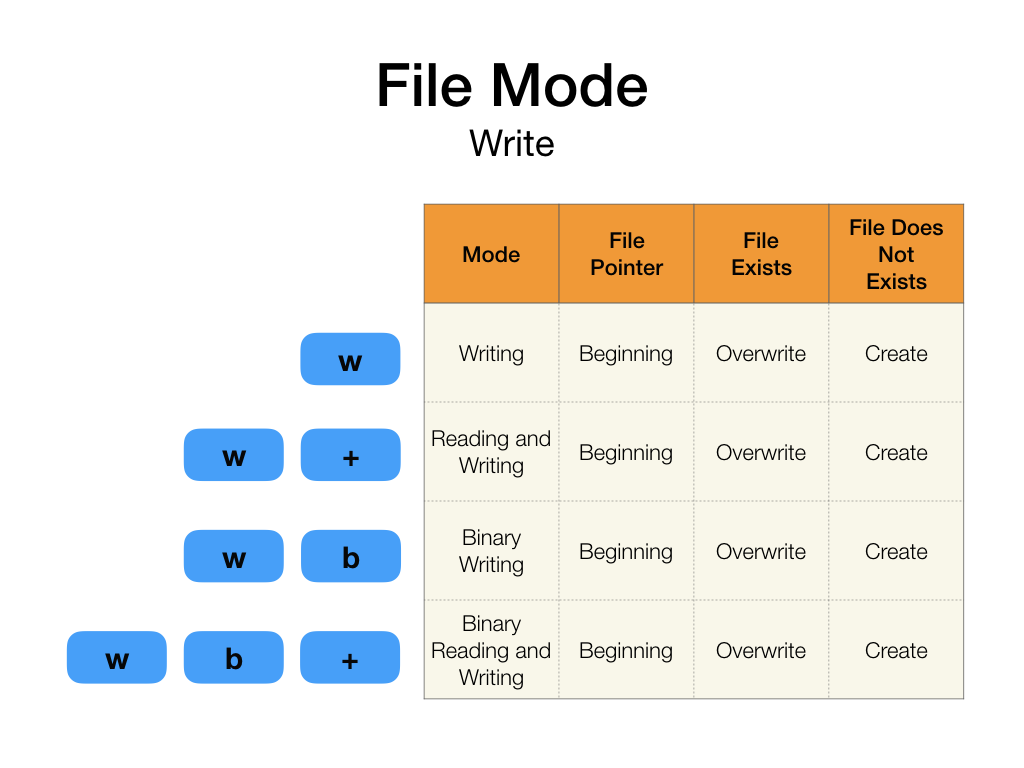 File Mode
Write
Mode
File
Pointer
File
Exists
File Does
Not
Exists
w
Writing
Beginning
Overwrite
Create
w
+
Reading and
Writing
Beginning
Overwrite
Create
w
b
Binary
Writing
Beginning
Overwrite
Create
w
b
+
Binary
Reading and
Writing
Beginning
Overwrite
Create